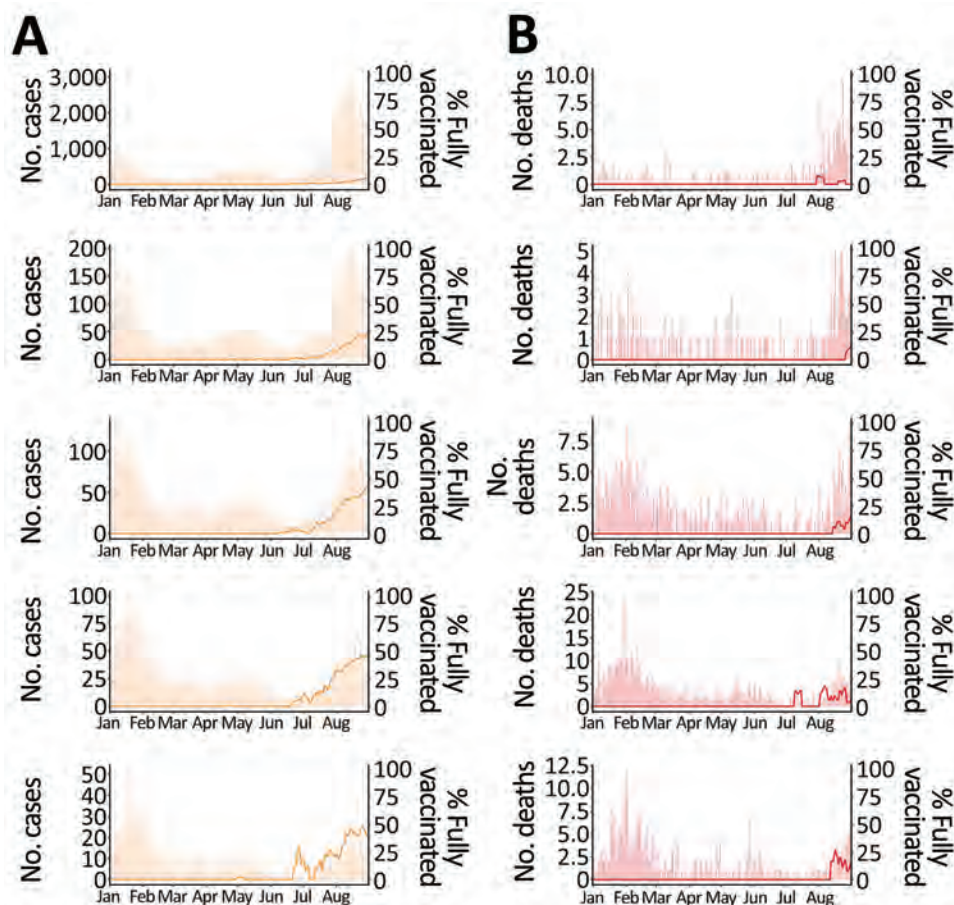 A
B
No. cases
3,000
2,000
1,000
0
100
75
50
25
0
% Fully
vaccinated
Jan Feb Mar Apr May Jun Jul Aug
No. deaths
10.0
7.5
5.0
2.5
0
100
75
50
25
0
% Fully
vaccinated
Jan Feb Mar Apr May Jun Jul Aug
No. cases
200
150
100
50
0
100
75
50
25
0
% Fully
vaccinated
Jan Feb Mar Apr May Jun Jul Aug
No. deaths
5
4
3
2
1
0
100
75
50
25
0
% Fully
vaccinated
Jan Feb Mar Apr May Jun Jul Aug
No. cases
100
50
0
100
75
50
25
0
% Fully
vaccinated
Jan Feb Mar Apr May Jun Jul Aug
No.
deaths
7.5
5.0
2.5
0
100
75
50
25
0
% Fully
vaccinated
Jan Feb Mar Apr May Jun Jul Aug
No. cases
100
75
50
25
0
100
75
50
25
0
% Fully
vaccinated
Jan Feb Mar Apr May Jun Jul Aug
No. deaths
25
20
15
10
5
0
100
75
50
25
0
% Fully
vaccinated
Jan Feb Mar Apr May Jun Jul Aug
No. cases
50
40
30
20
10
0
100
75
50
25
0
% Fully
vaccinated
Jan Feb Mar Apr May Jun Jul Aug
No. deaths
12.5
10.0
7.5
5.0
2.5
0
100
75
50
25
0
% Fully
vaccinated
Jan Feb Mar Apr May Jun Jul Aug